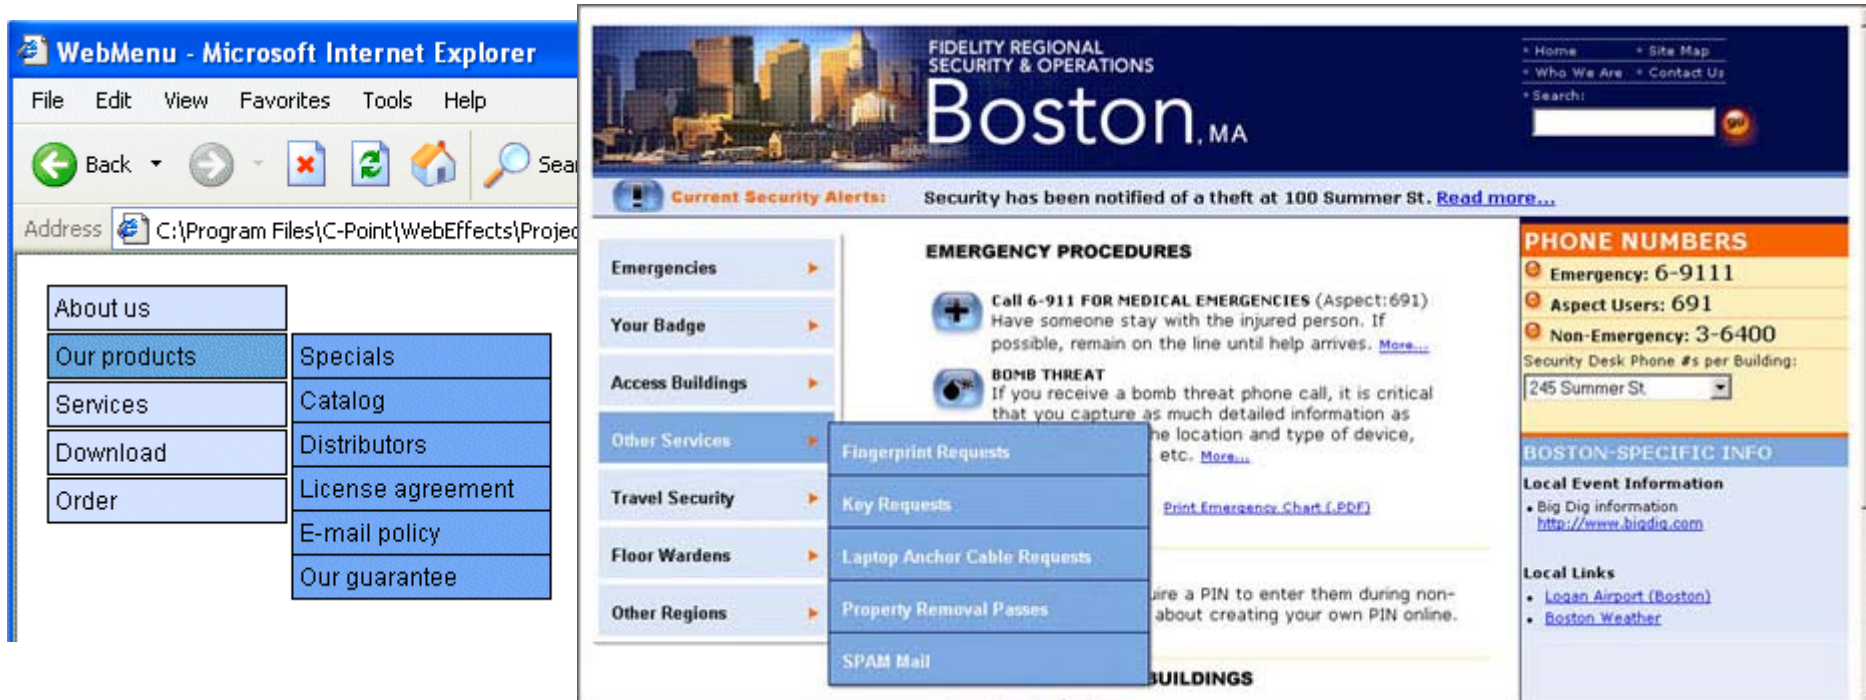 WebMenu - Microsoft Internet Explorer
File Edit View Favorites Tools Help
Back Sear
Address C:\Program Files\C-Point\WebEffects\Projec
About us
Our products
Services
Download
Order
Specials
Catalog
Distributors
License agreement
E-mail policy
Our guarantee
FIDELITY REGIONAL
SECURITY & OPERATIONS
Boston, MA
• Home • Site Map
• Who We Are • Contact Us
• Search:
go
Current Security Alerts: Security has been notified of a theft at 100 Summer St. Read more...
Emergencies
Your Badge
Access Buildings
Other Services
Travel Security
Floor Wardens
Other Regions
Fingerprint Requests
Key Requests
Laptop Anchor Cable Requests
Property Removal Passes
SPAM Mail
EMERGENCY PROCEDURES
Call 6-911 FOR MEDICAL EMERGENCIES (Aspect:691)
Have someone stay with the injured person. If
possible, remain on the line until help arrives. More...
BOMB THREAT
If you receive a bomb threat phone call, it is critical
that you capture as much detailed information as
he location and type of device,
etc. More...
Print Emergency Chart (.PDF)
uire a PIN to enter them during non-
about creating your own PIN online.
BUILDINGS
PHONE NUMBERS
Emergency: 6-9111
Aspect Users: 691
Non-Emergency: 3-6400
Security Desk Phone #s per Building:
245 Summer St.
BOSTON-SPECIFIC INFO
Local Event Information
• Big Dig information
http://www.bigdig.com
Local Links
• Logan Airport (Boston)
• Boston Weather